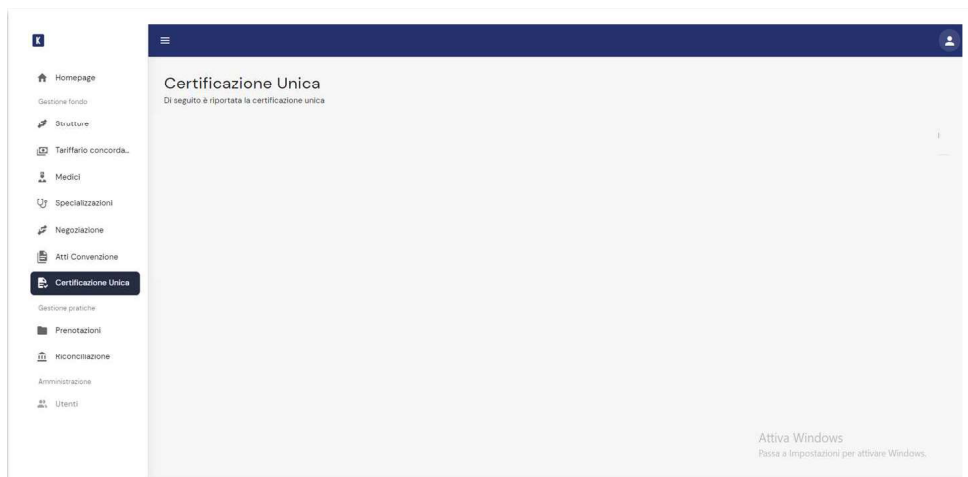 K
Homepage
Gestione fondo
Strutture
Tariffario concorda...
Medici
Specializzazioni
Negoziazione
Atti Convenzione
Certificazione Unica
Gestione pratiche
Prenotazioni
Riconciliazione
Amministrazione
Utenti
Certificazione Unica
Di seguito è riportata la certificazione unica
Attiva Windows
Passa a Impostazioni per attivare Windows.